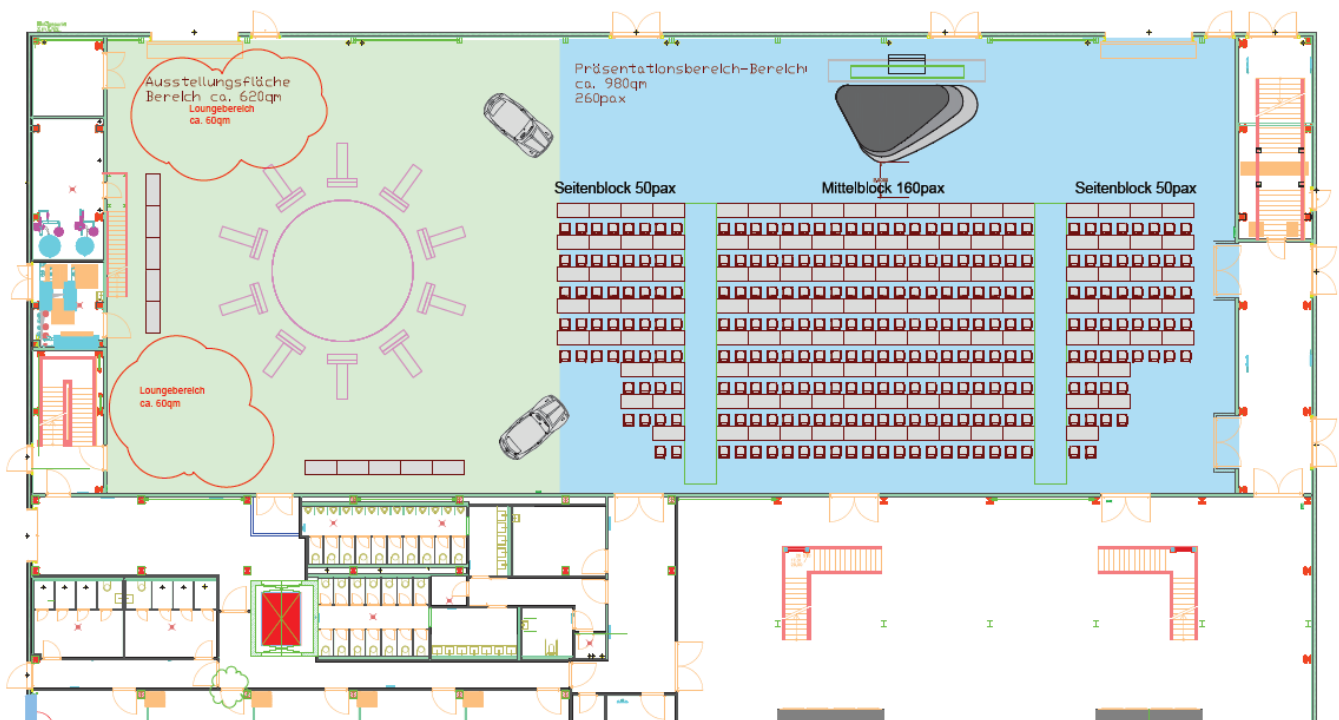 Ausstellungsfläche
Bereich ca. 620qm
Loungebereich
ca. 60qm
Präsentationsbereich-Bereich
ca. 980qm
260pax
Seitenblock 50pax
Mittelblock 160pax
Seitenblock 50pax
Loungebereich
ca. 60qm